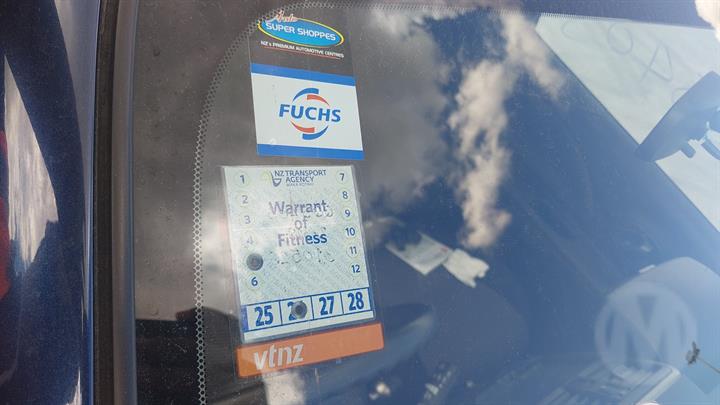 Auto
SUPER SHOPPES
NZ's PREMIUM AUTOMOTIVE CENTRES
FUCHS
NZ TRANSPORT
AGENCY
WAKA KOTAHI
1 7
2 8
3 9
4 10
11
6 12
Warrant
of
Fitness
25 27 28
vtnz
M